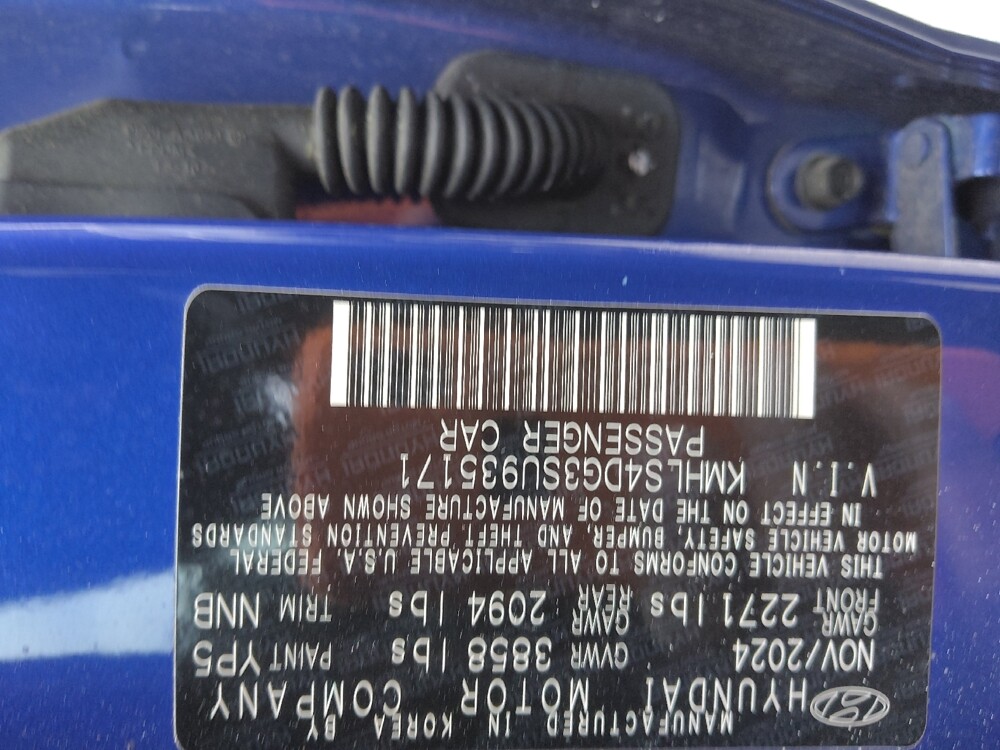 MANUFACTURED IN KOREA BY
HYUNDAI MOTOR COMPANY
NOV/2024 GVWR 3858 lbs PAINT YP5
GAWR FRONT 2271 lbs GAWR REAR 2094 lbs TRIM NNB
THIS VEHICLE CONFORMS TO ALL APPLICABLE U.S.A. FEDERAL
MOTOR VEHICLE SAFETY, BUMPER, AND THEFT PREVENTION STANDARDS
IN EFFECT ON THE DATE OF MANUFACTURE SHOWN ABOVE
V.I.N KMHLS4DG3SU935171
PASSENGER CAR